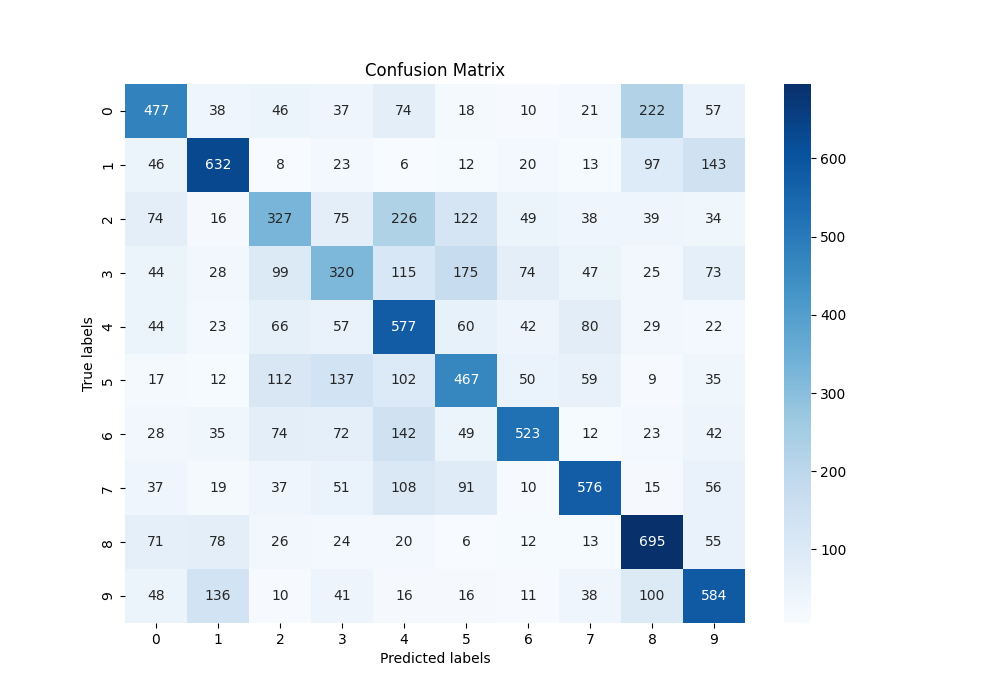 Confusion Matrix
0 477 38 46 37 74 18 10 21 222 57
1 46 632 8 23 6 12 20 13 97 143
2 74 16 327 75 226 122 49 38 39 34
3 44 28 99 320 115 175 74 47 25 73
4 44 23 66 57 577 60 42 80 29 22
5 17 12 112 137 102 467 50 59 9 35
6 28 35 74 72 142 49 523 12 23 42
7 37 19 37 51 108 91 10 576 15 56
8 71 78 26 24 20 6 12 13 695 55
9 48 136 10 41 16 16 11 38 100 584
0 1 2 3 4 5 6 7 8 9
Predicted labels
True labels
600
500
400
300
200
100